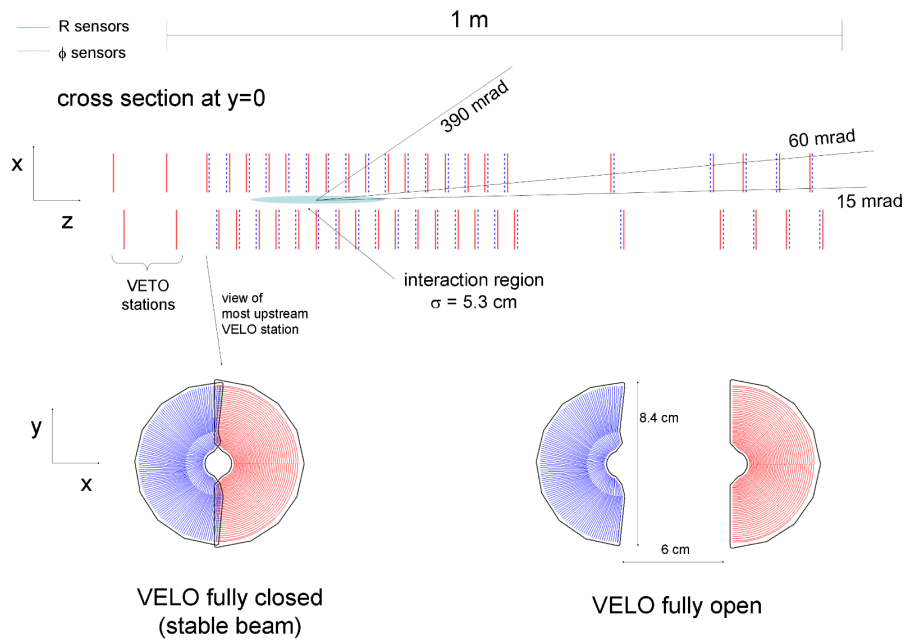 R sensors
ϕ sensors
1 m
cross section at y=0
390 mrad
60 mrad
15 mrad
x
z
VETO
stations
view of
most upstream
VELO station
interaction region
σ = 5.3 cm
y
x
8.4 cm
6 cm
VELO fully closed
(stable beam)
VELO fully open